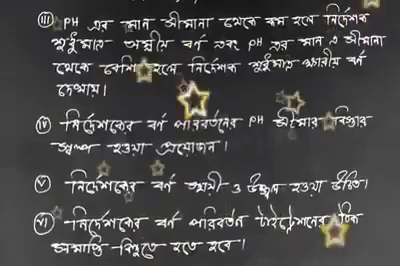 iii) PH এর মান সীমানা থেকে কম হলে নির্দেশক
শুধুমাত্র অম্লীয় বর্ণ এবং PH এর মান এ সীমানা
থেকে বেশি হলে নির্দেশক শুধুমাত্র ক্ষারীয় বর্ণ
দেখায়।
iv) নির্দেশকের বর্ণ পরিবর্তনের PH সীমার বিস্তার
স্বল্প হওয়া প্রয়োজন।
v) নির্দেশকের বর্ণ স্থায়ী ও উজ্জ্বল হওয়া উচিত।
vi) নির্দেশকের বর্ণ পরিবর্তন টাইট্রেশনের ঠিক
সমাপ্তি বিন্দুতে হতে হবে।